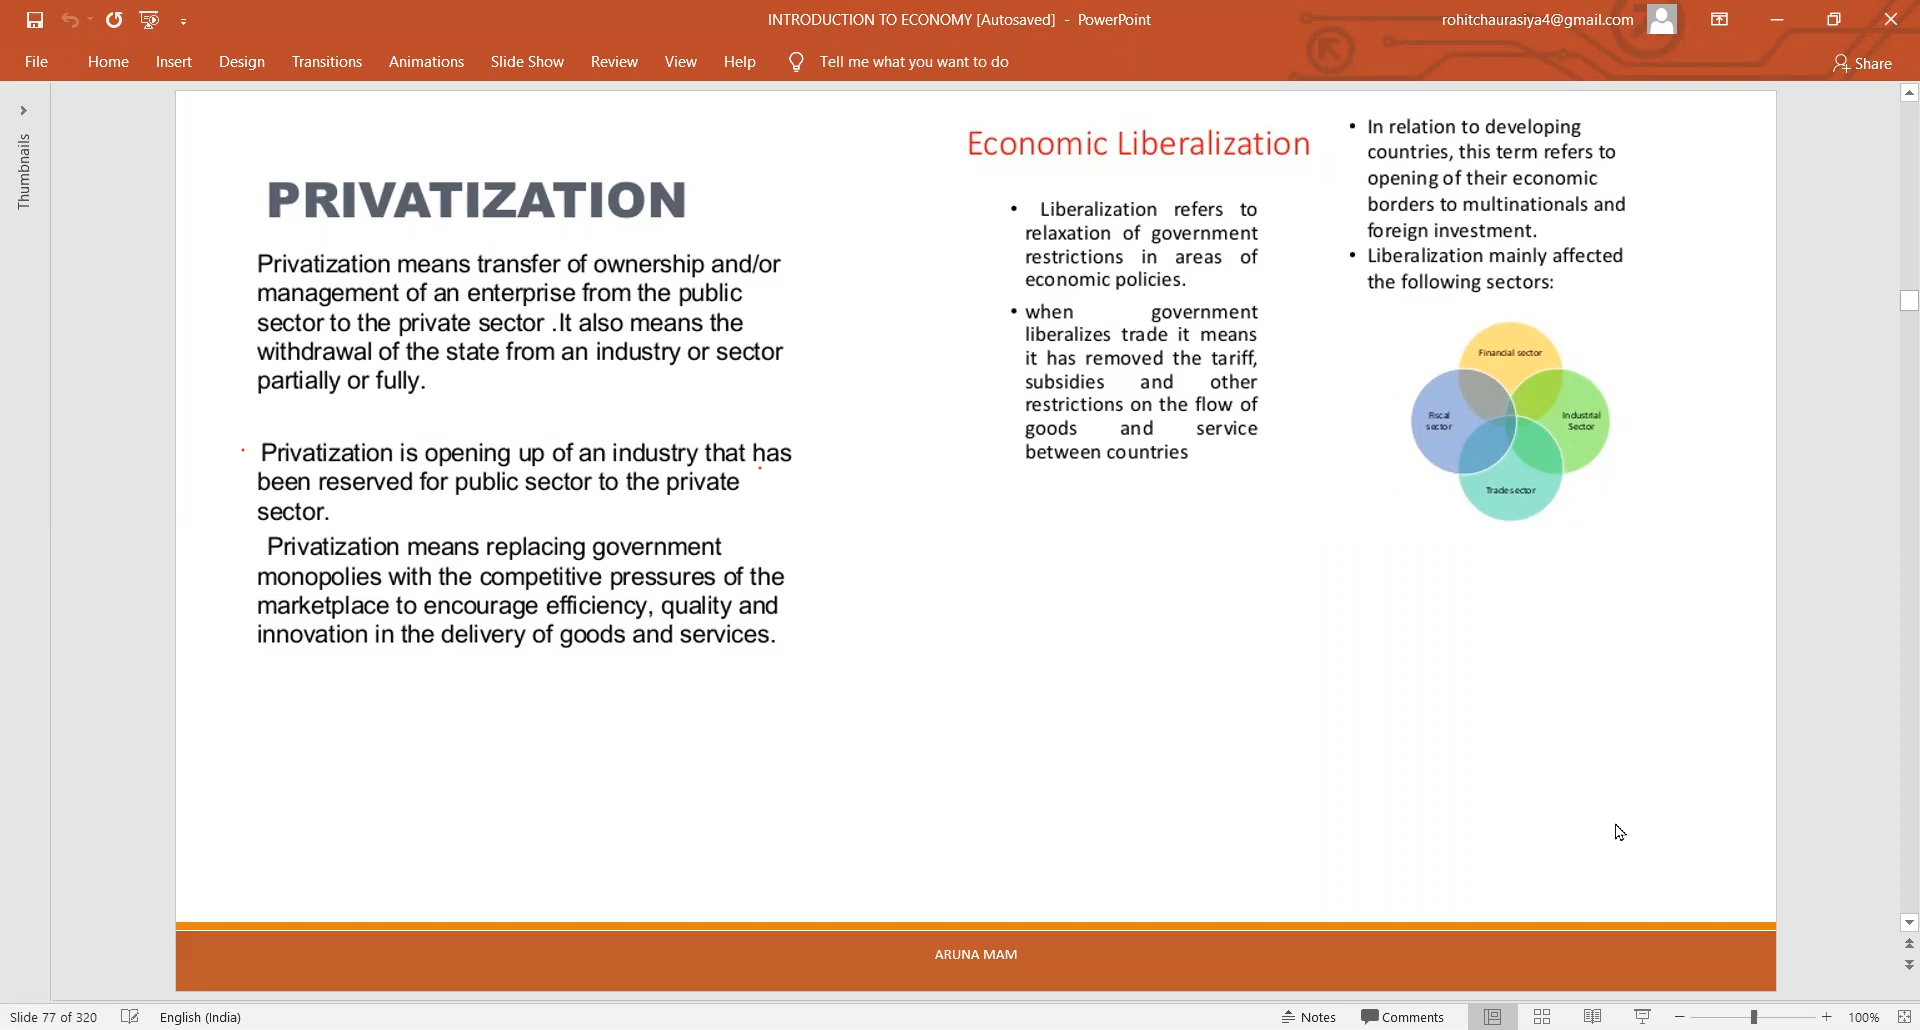 INTRODUCTION TO ECONOMY [Autosaved] - PowerPoint
rohitchaurasiya4@gmail.com
File Home Insert Design Transitions Animations Slide Show Review View Help Tell me what you want to do
Share
Thumbnails
PRIVATIZATION
Privatization means transfer of ownership and/or
management of an enterprise from the public
sector to the private sector .It also means the
withdrawal of the state from an industry or sector
partially or fully.
Privatization is opening up of an industry that has
been reserved for public sector to the private
sector.
Privatization means replacing government
monopolies with the competitive pressures of the
marketplace to encourage efficiency, quality and
innovation in the delivery of goods and services.
Economic Liberalization
• Liberalization refers to
relaxation of government
restrictions in areas of
economic policies.
• when government
liberalizes trade it means
it has removed the tariff,
subsidies and other
restrictions on the flow of
goods and service
between countries
• In relation to developing
countries, this term refers to
opening of their economic
borders to multinationals and
foreign investment.
• Liberalization mainly affected
the following sectors:
Financial sector
Fiscal
sector
Industrial
Sector
Trade sector
ARUNA MAM
Slide 77 of 320
English (India)
Notes
Comments
100%